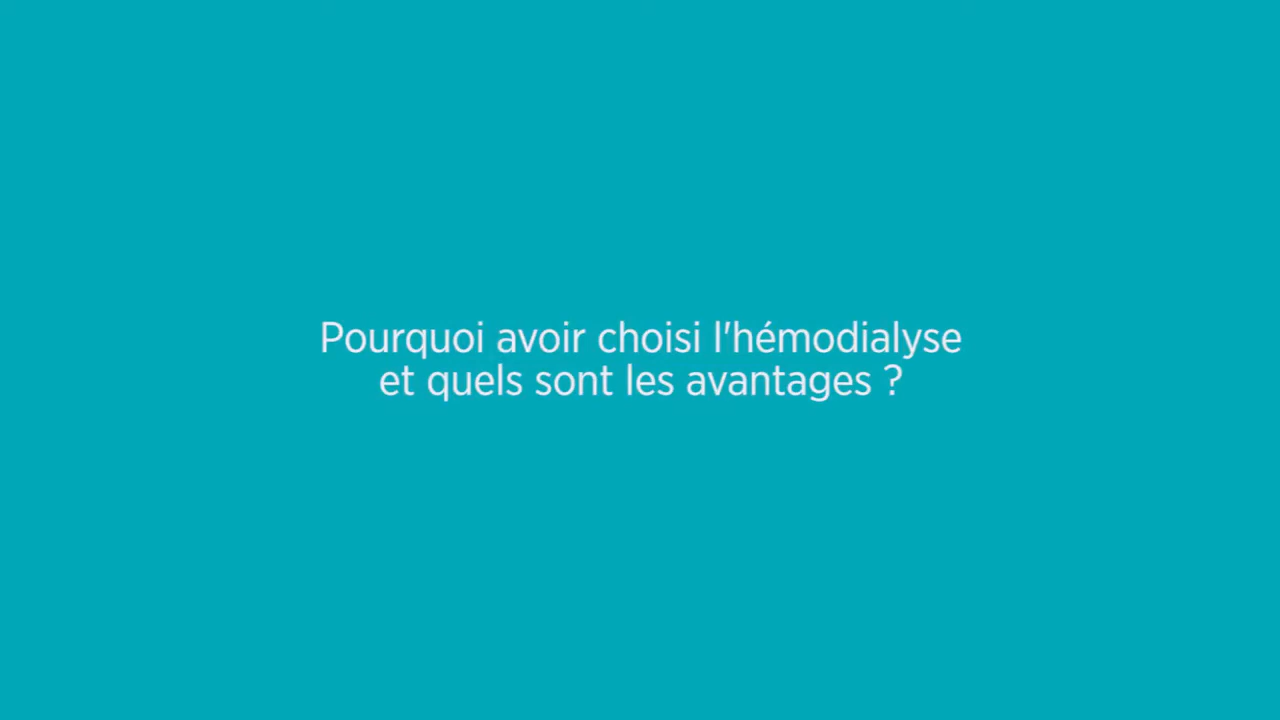 Pourquoi avoir choisi l'hémodialyse
et quels sont les avantages ?